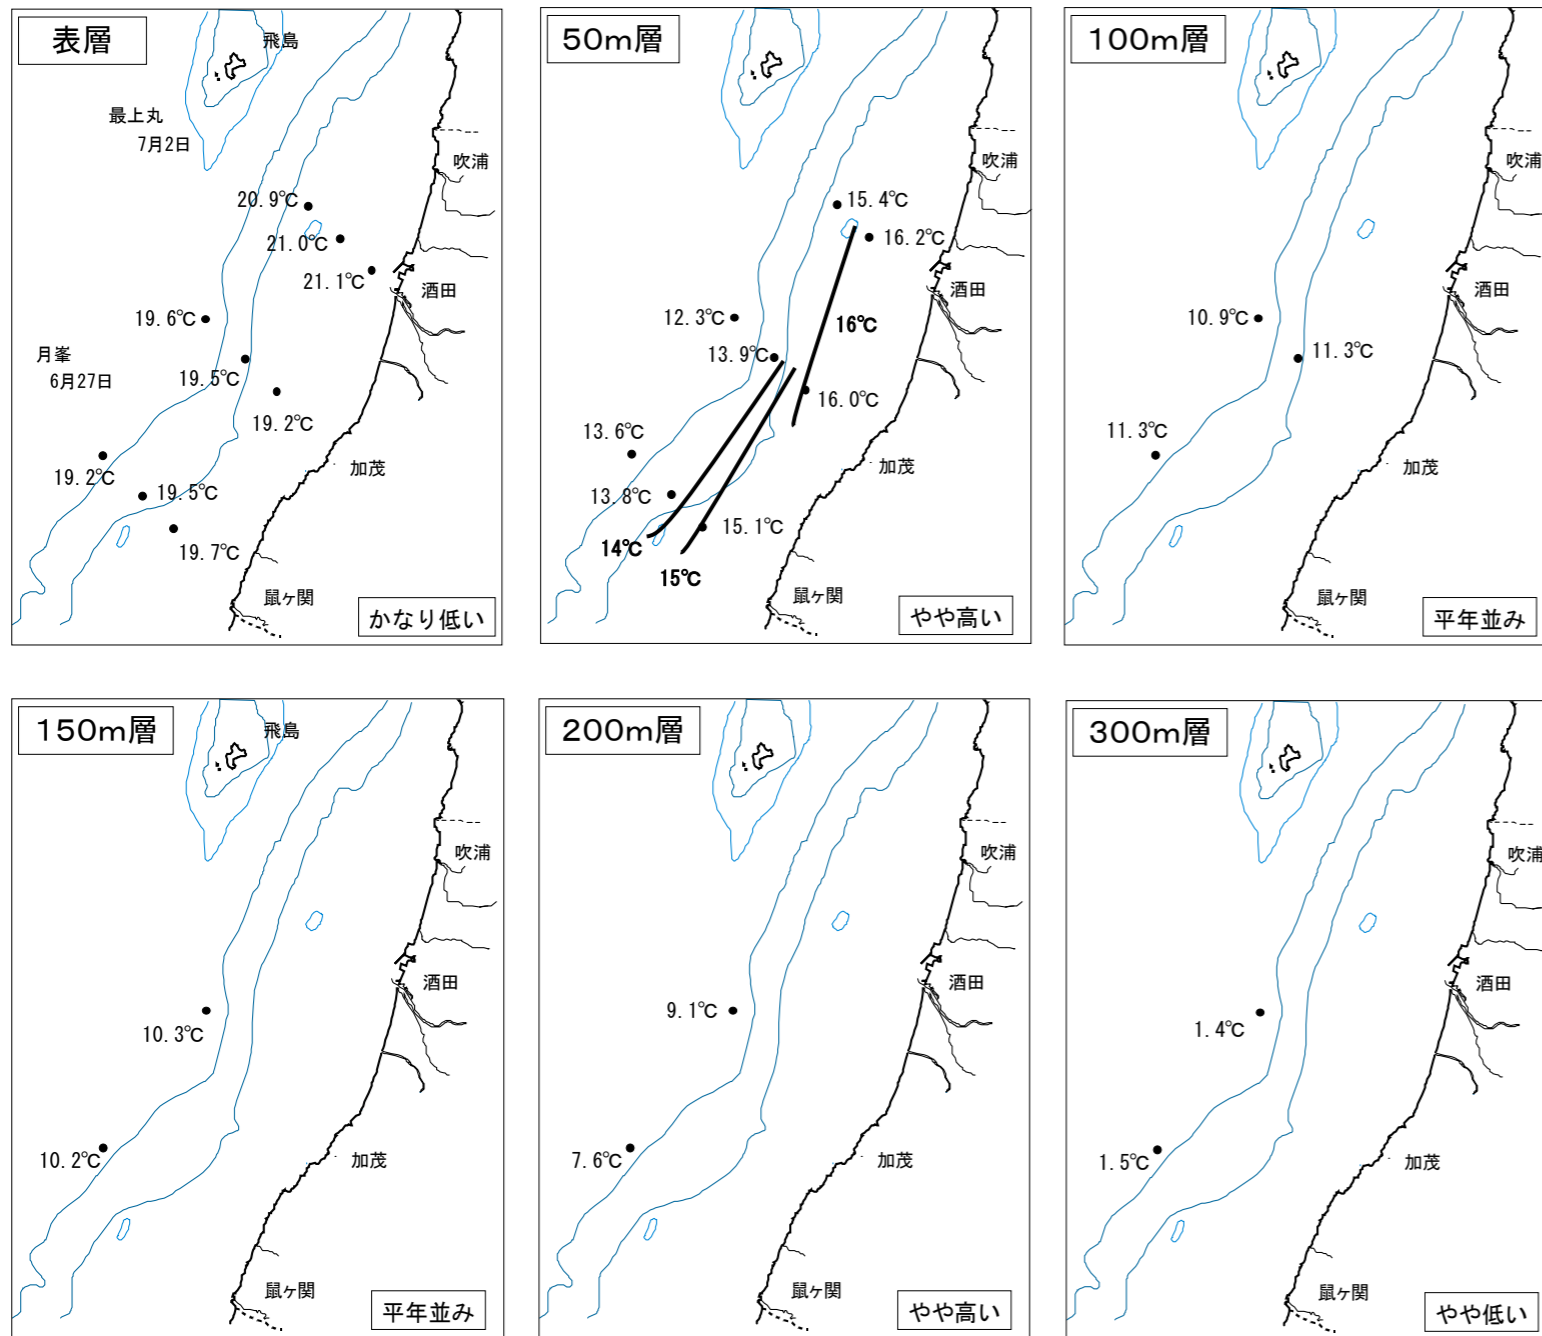 表層
飛島
最上丸
7月2日
吹浦
20.9℃
21.0℃
21.1℃
酒田
19.6℃
月峯
6月27日
19.5℃
19.2℃
加茂
19.2℃
19.5℃
19.7℃
鼠ヶ関
かなり低い
50m層
飛島
吹浦
15.4℃
16.2℃
酒田
12.3℃
16℃
13.9℃
16.0℃
13.6℃
加茂
13.8℃
15.1℃
14℃
15℃
鼠ヶ関
やや高い
100m層
吹浦
酒田
10.9℃
11.3℃
11.3℃
加茂
鼠ヶ関
平年並み
150m層
飛島
吹浦
酒田
10.3℃
10.2℃
加茂
鼠ヶ関
平年並み
200m層
吹浦
酒田
9.1℃
7.6℃
加茂
鼠ヶ関
やや高い
300m層
吹浦
酒田
1.4℃
1.5℃
加茂
鼠ヶ関
やや低い